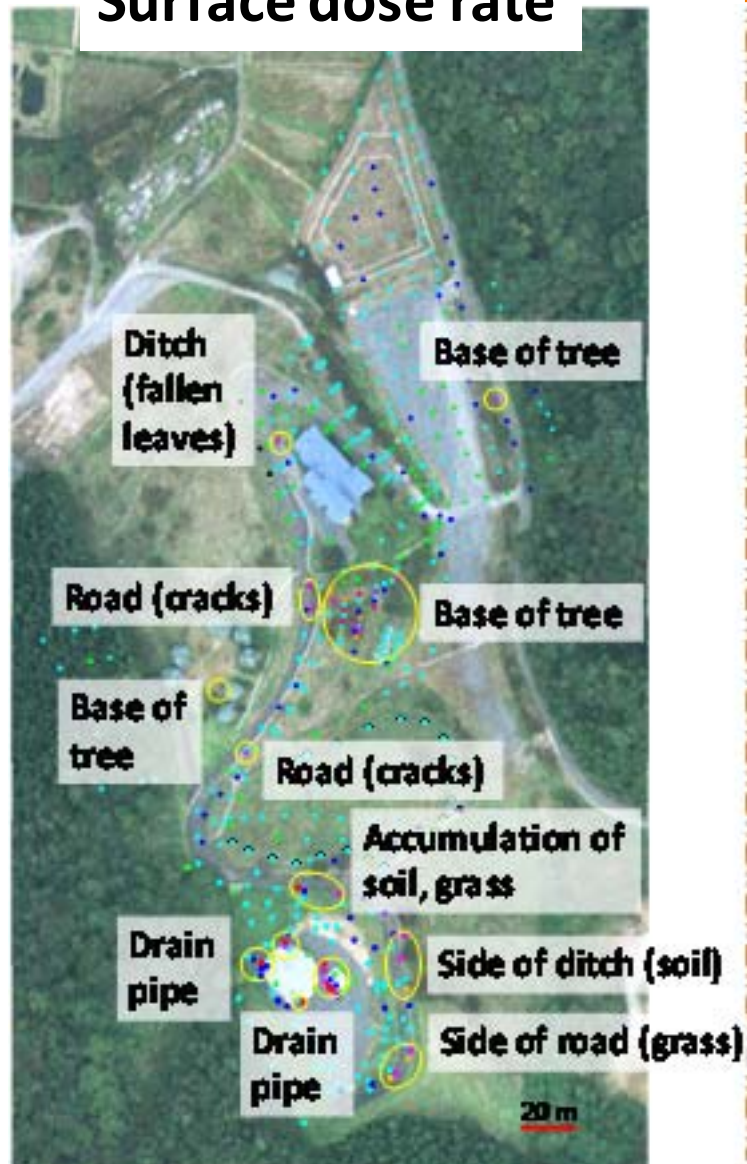 Surface dose rate
Ditch
(fallen
leaves)
Base of tree
Road (cracks)
Base of tree
Base of
tree
Road (cracks)
Accumulation of
soil, grass
Drain
pipe
Side of ditch (soil)
Drain
pipe
Side of road (grass)
20 m